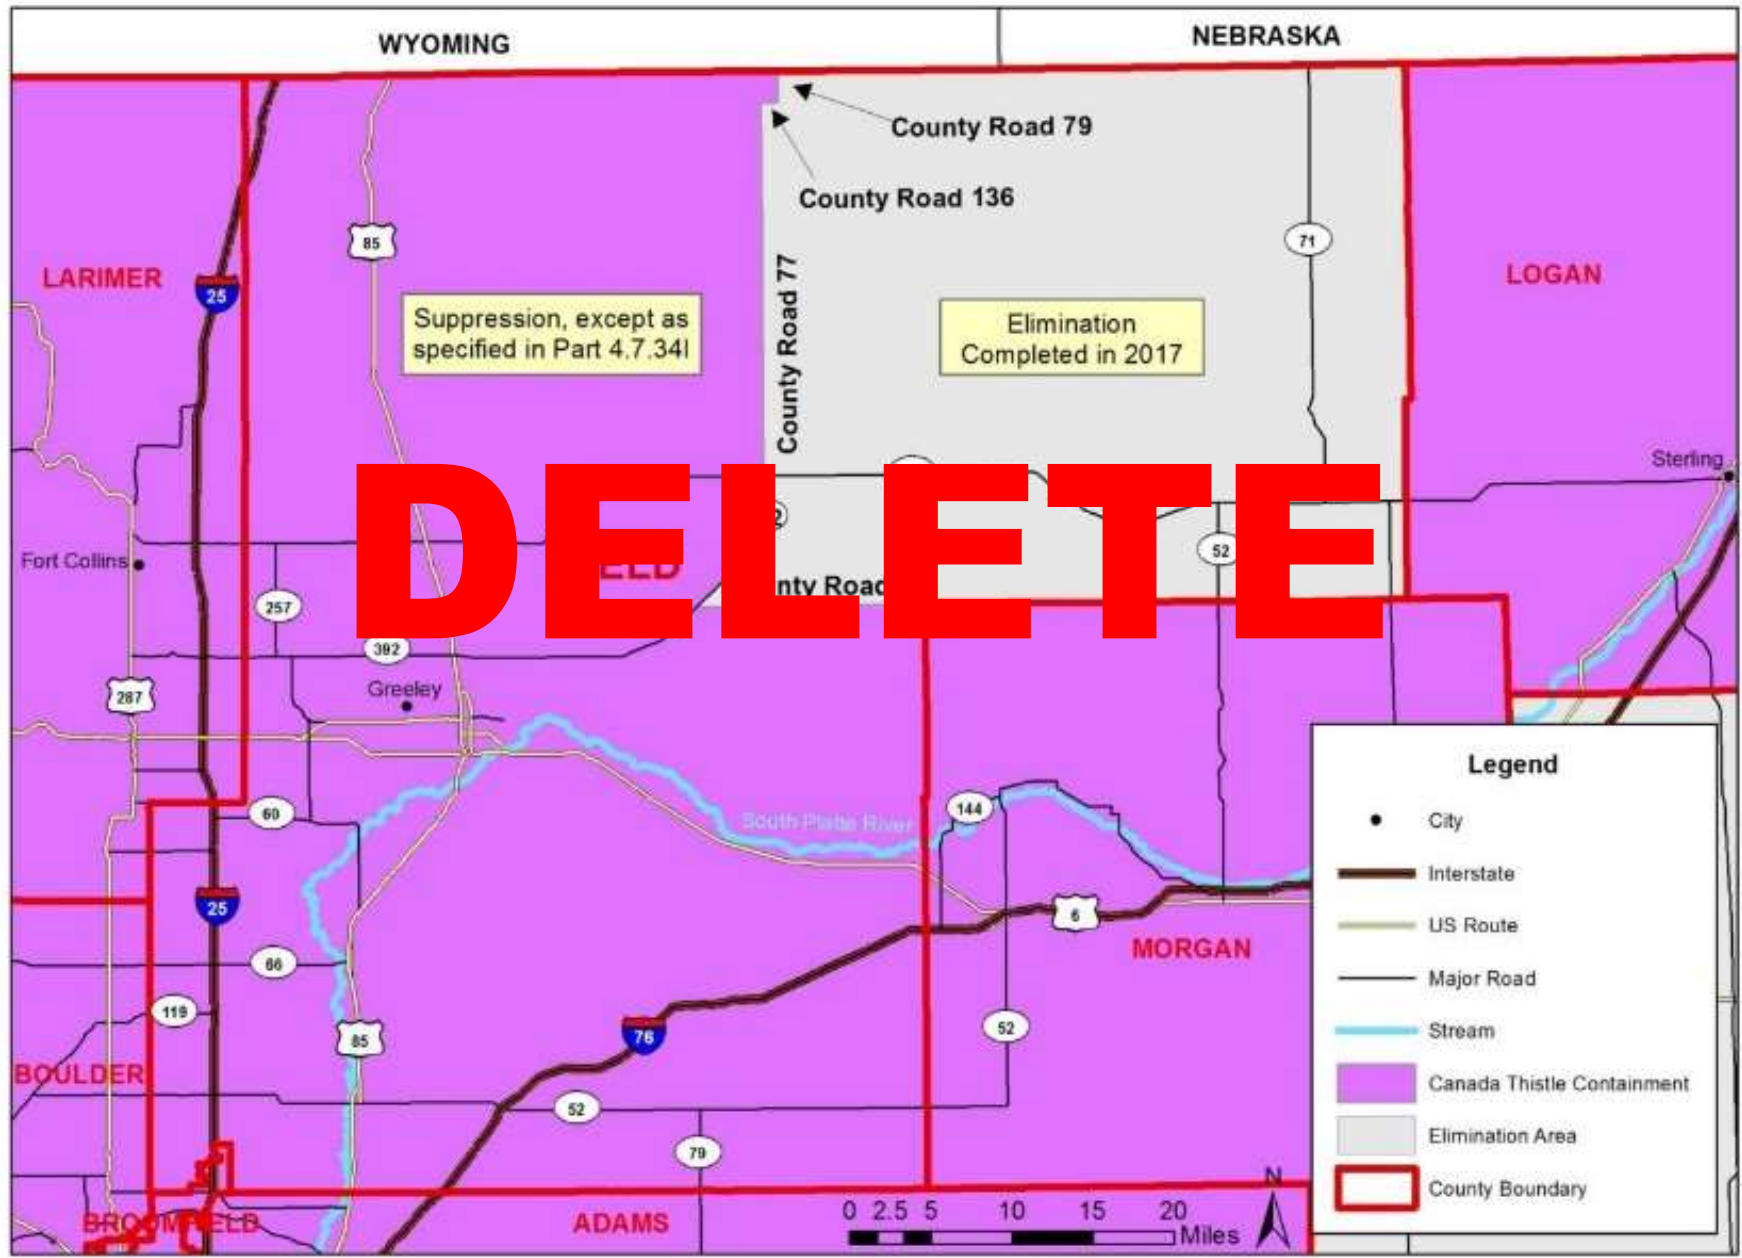 WYOMING
NEBRASKA
County Road 79
County Road 136
85
71
LARIMER
25
LOGAN
Suppression, except as
specified in Part 4.7.34I
County Road 77
Elimination
Completed in 2017
Sterling
DELETE
52
Fort Collins
nty Road
257
392
Greeley
287
60
144
South Platte River
25
6
66
MORGAN
119
76
52
85
BOULDER
52
79
BROOMFIELD
ADAMS
0 2.5 5 10 15 20
Miles
N
Legend
City
Interstate
US Route
Major Road
Stream
Canada Thistle Containment
Elimination Area
County Boundary